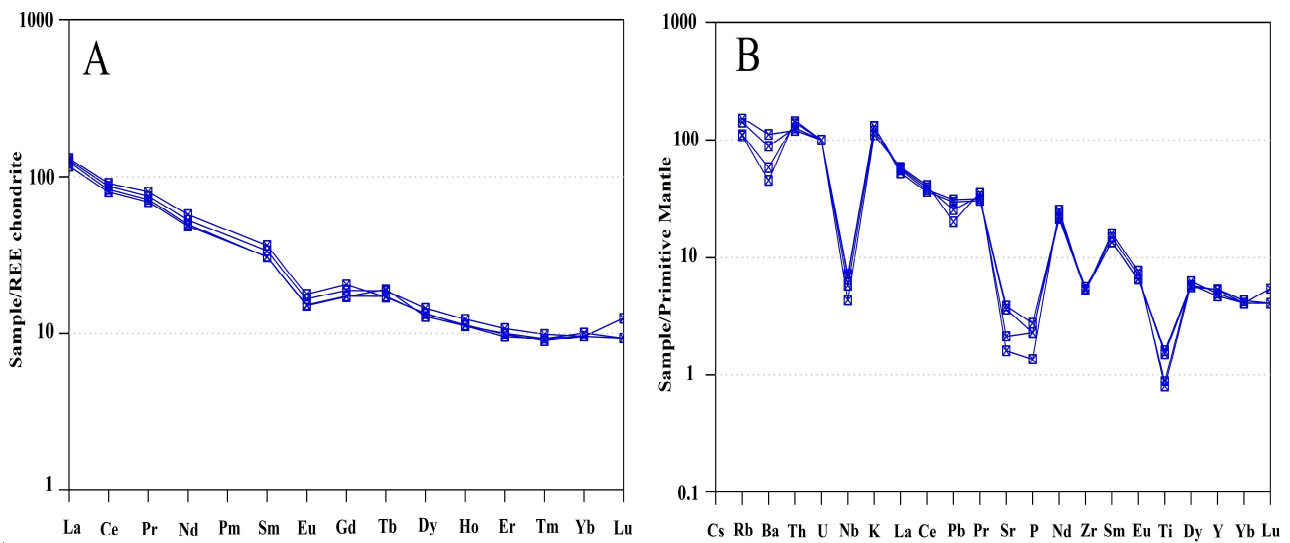 A
Sample/REE chondrite
1000
100
10
1
La Ce Pr Nd Pm Sm Eu Gd Tb Dy Ho Er Tm Yb Lu
B
Sample/Primitive Mantle
1000
100
10
1
0.1
Cs Rb Ba Th U Nb K La Ce Pb Pr Sr P Nd Zr Sm Eu Ti Dy Y Yb Lu